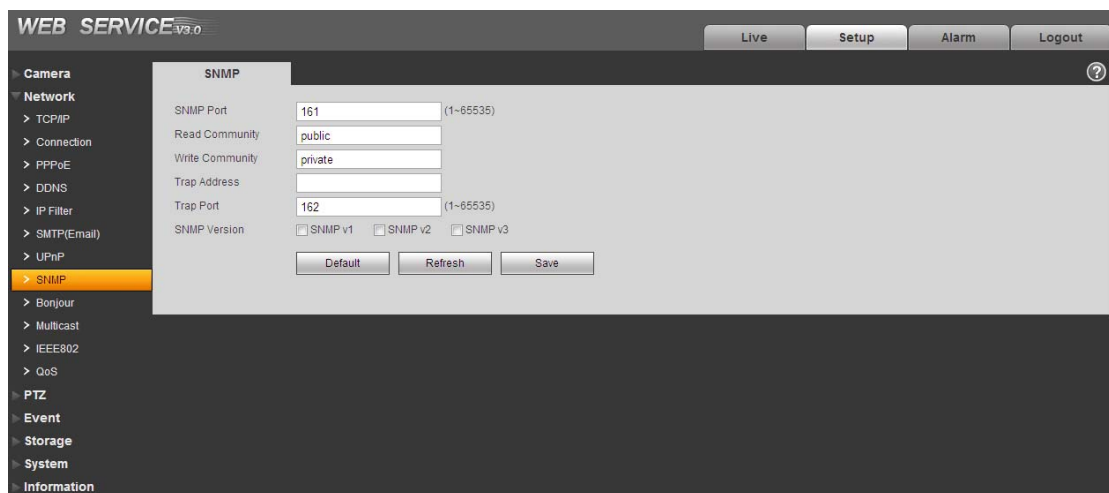 WEB SERVICE V3.0
Live Setup Alarm Logout
Camera
Network
> TCP/IP
> Connection
> PPPoE
> DDNS
> IP Filter
> SMTP(Email)
> UPnP
> SNMP
> Bonjour
> Multicast
> IEEE802
> QoS
PTZ
Event
Storage
System
Information
SNMP
?
SNMP Port 161 (1~65535)
Read Community public
Write Community private
Trap Address
Trap Port 162 (1~65535)
SNMP Version SNMP v1 SNMP v2 SNMP v3
Default Refresh Save